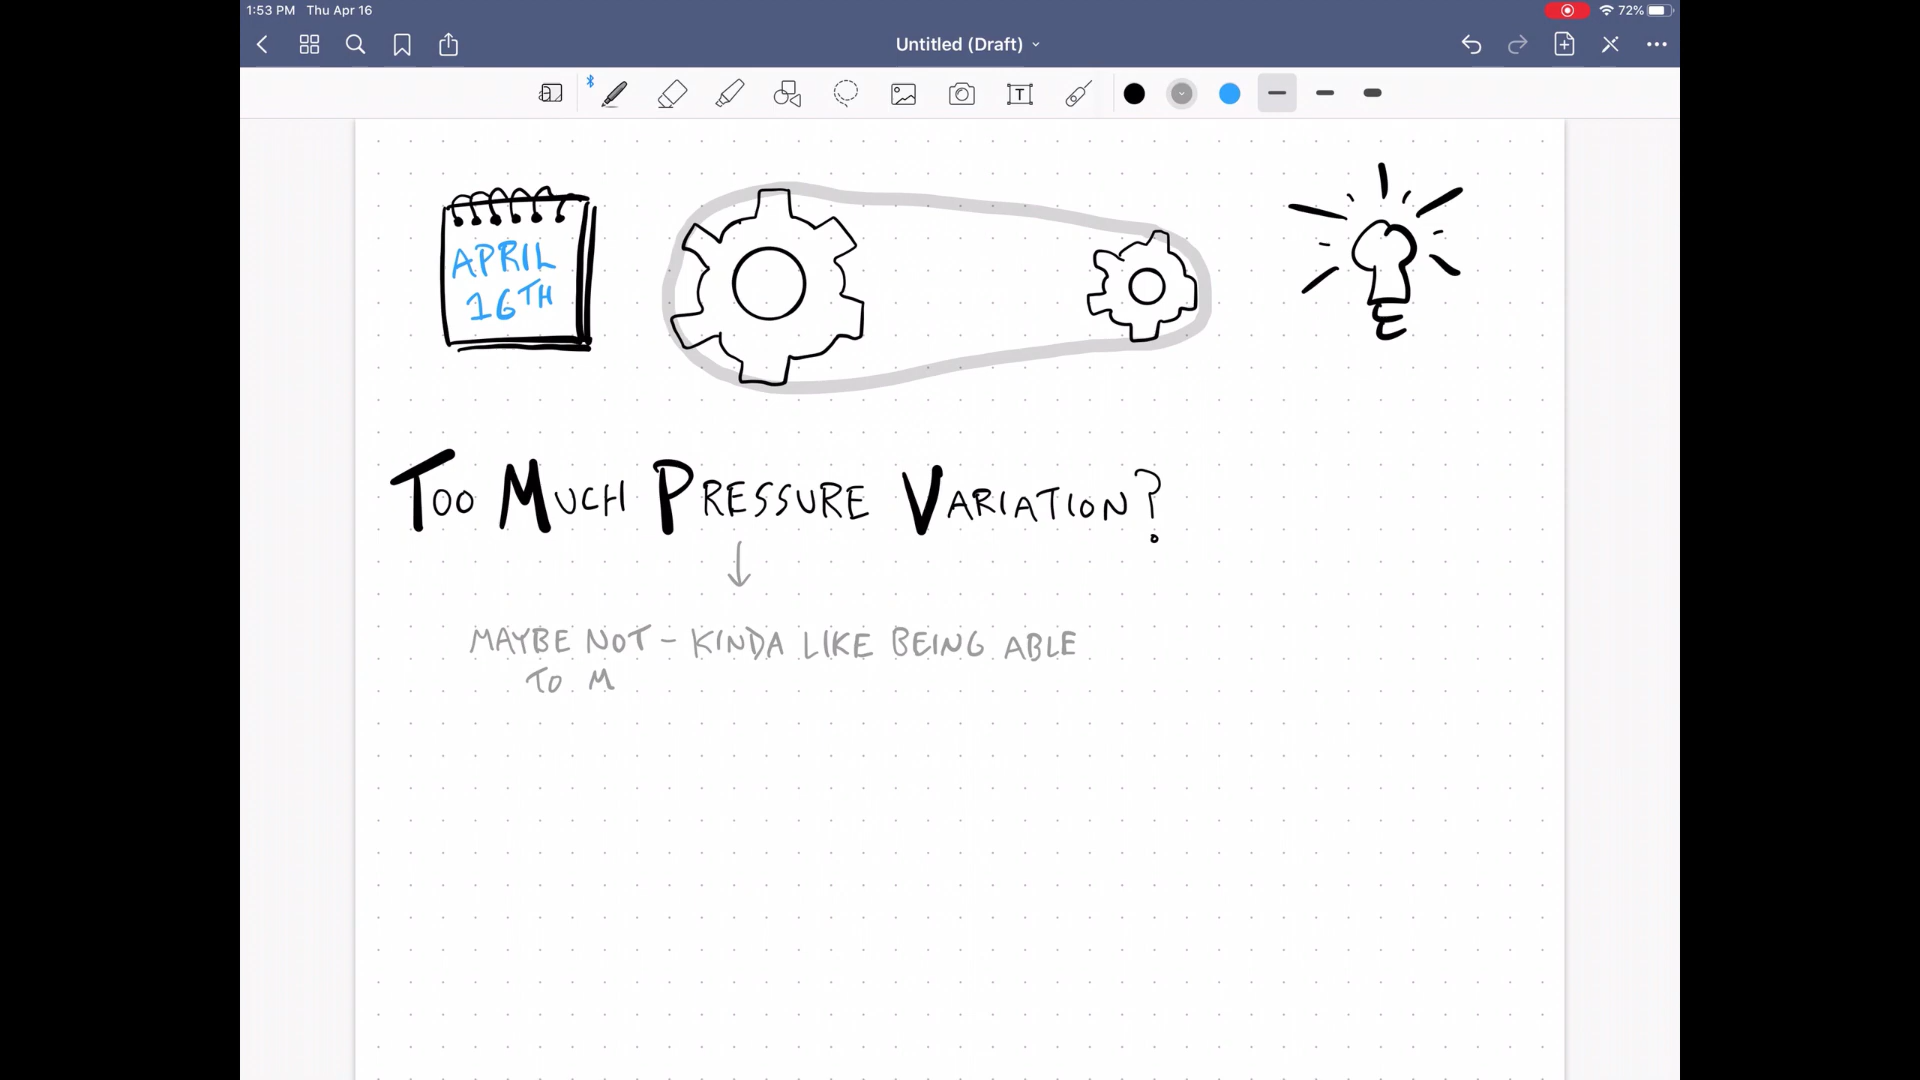 1:53 PM Thu Apr 16
72%
Untitled (Draft)
APRIL
16TH
TOO MUCH PRESSURE VARIATION?
MAYBE NOT - KINDA LIKE BEING ABLE
TO M